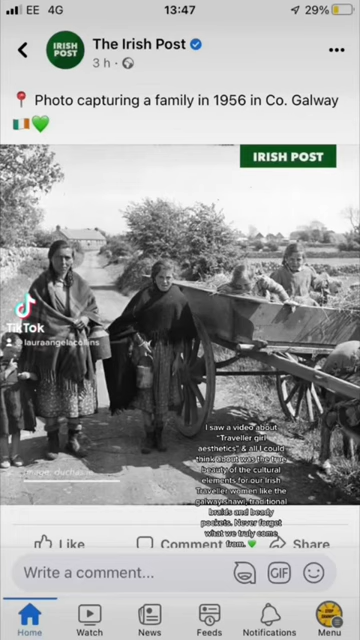 EE 4G 13:47 29%
IRISH
POST
The Irish Post
3 h
Photo capturing a family in 1956 in Co. Galway
IRISH POST
TikTok
@lauraangelacollins
I saw a video about
"Traveller girl
aesthetics" & all I could
think about was the true
beauty of the cultural
elements for our Irish
Traveller women like the
galway shawl, traditional
braids and beady
pockets. Never forget
what we truly come
from.
Image: duchas.ie
Like Comment Share
Write a comment...
GIF
Home Watch News Feeds Notifications Menu